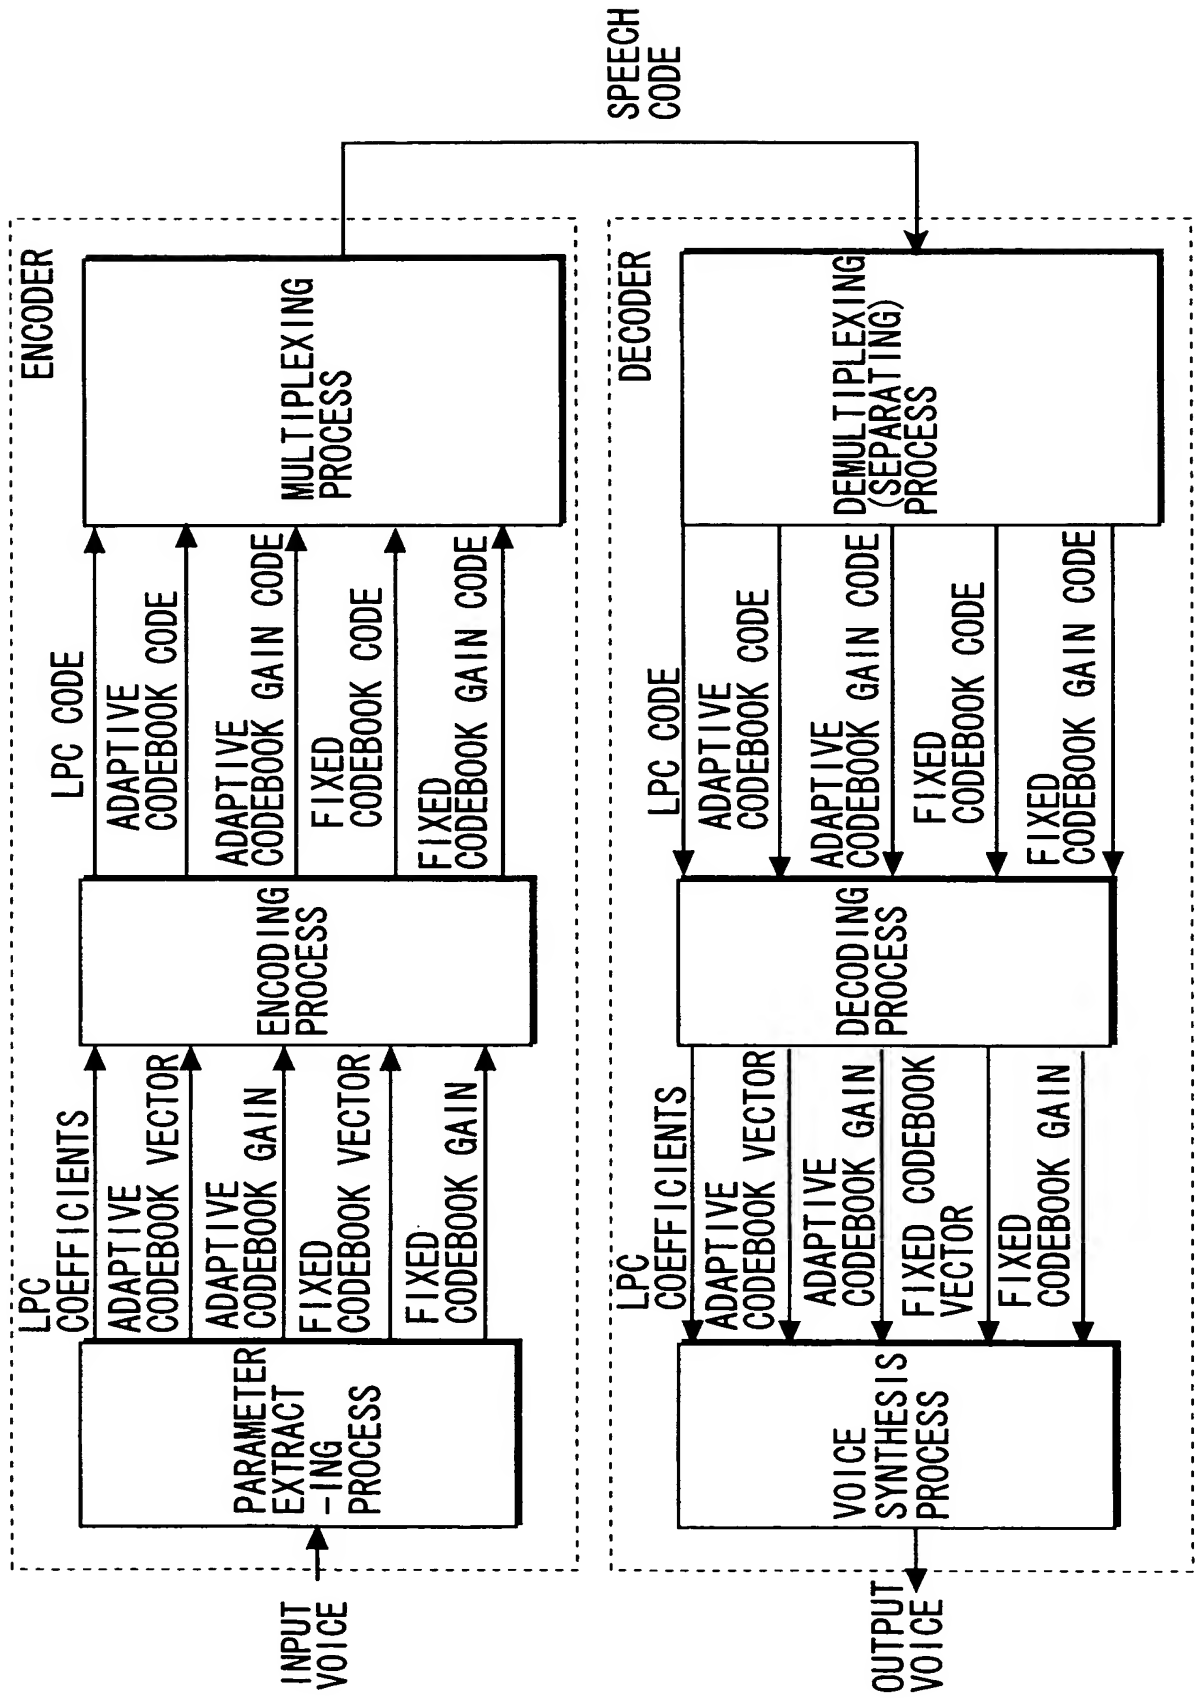 ENCODER
INPUT
VOICE
PARAMETER
EXTRACT
-ING
PROCESS
LPC
COEFFICIENTS
ADAPTIVE
CODEBOOK VECTOR
ADAPTIVE
CODEBOOK GAIN
FIXED
CODEBOOK VECTOR
FIXED
CODEBOOK GAIN
ENCODING
PROCESS
LPC CODE
ADAPTIVE
CODEBOOK CODE
ADAPTIVE
CODEBOOK GAIN CODE
FIXED
CODEBOOK CODE
FIXED
CODEBOOK GAIN CODE
MULTIPLEXING
PROCESS
SPEECH
CODE
DECODER
DEMULTIPLEXING
(SEPARATING)
PROCESS
LPC CODE
ADAPTIVE
CODEBOOK CODE
ADAPTIVE
CODEBOOK GAIN CODE
FIXED
CODEBOOK CODE
FIXED
CODEBOOK GAIN CODE
DECODING
PROCESS
LPC
COEFFICIENTS
ADAPTIVE
CODEBOOK VECTOR
ADAPTIVE
CODEBOOK GAIN
FIXED CODEBOOK
VECTOR
FIXED
CODEBOOK GAIN
VOICE
SYNTHESIS
PROCESS
OUTPUT
VOICE